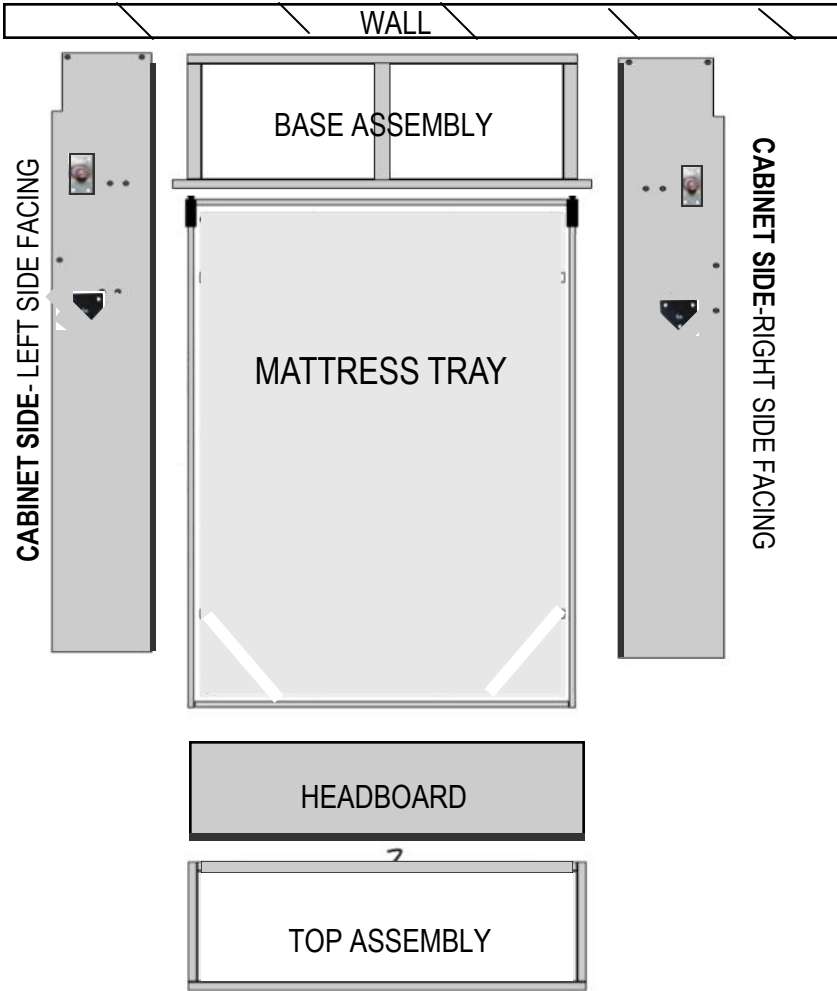 WALL
BASE ASSEMBLY
CABINET SIDE- LEFT SIDE FACING
CABINET SIDE-RIGHT SIDE FACING
MATTRESS TRAY
HEADBOARD
TOP ASSEMBLY